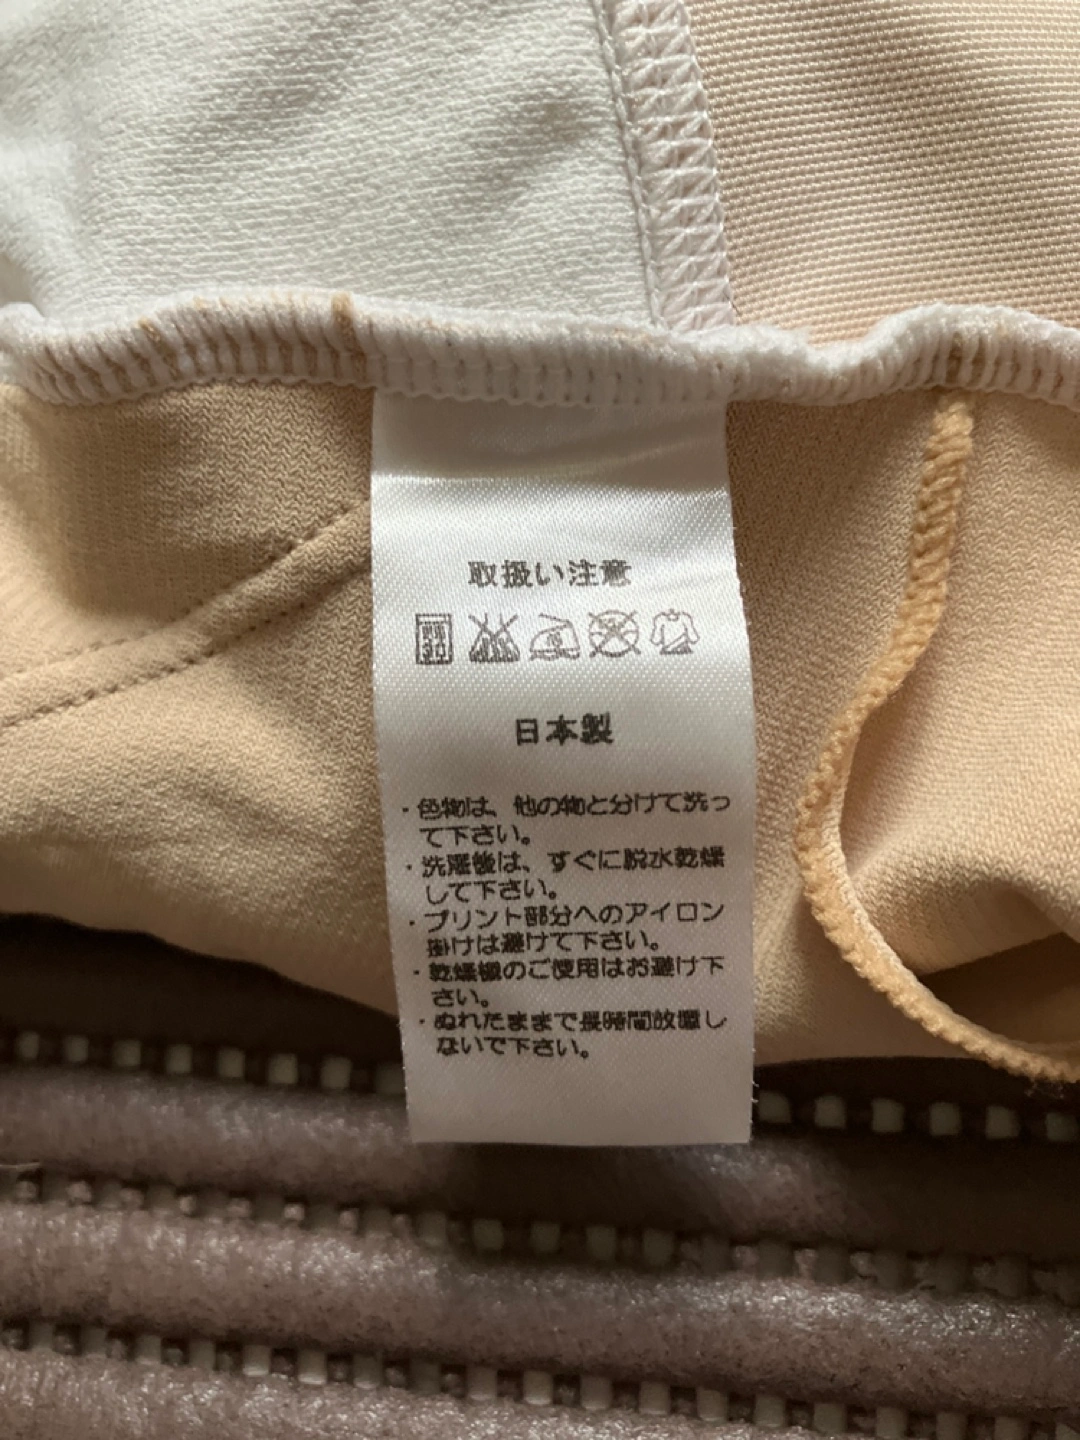 取扱い注意
日本製
・色物は、他の物と分けて洗っ
て下さい。
・洗濯後は、すぐに脱水乾燥
して下さい。
・プリント部分へのアイロン
掛けは避けて下さい。
・乾燥機のご使用はお避け下
さい。
・ぬれたままで長時間放置し
ないで下さい。